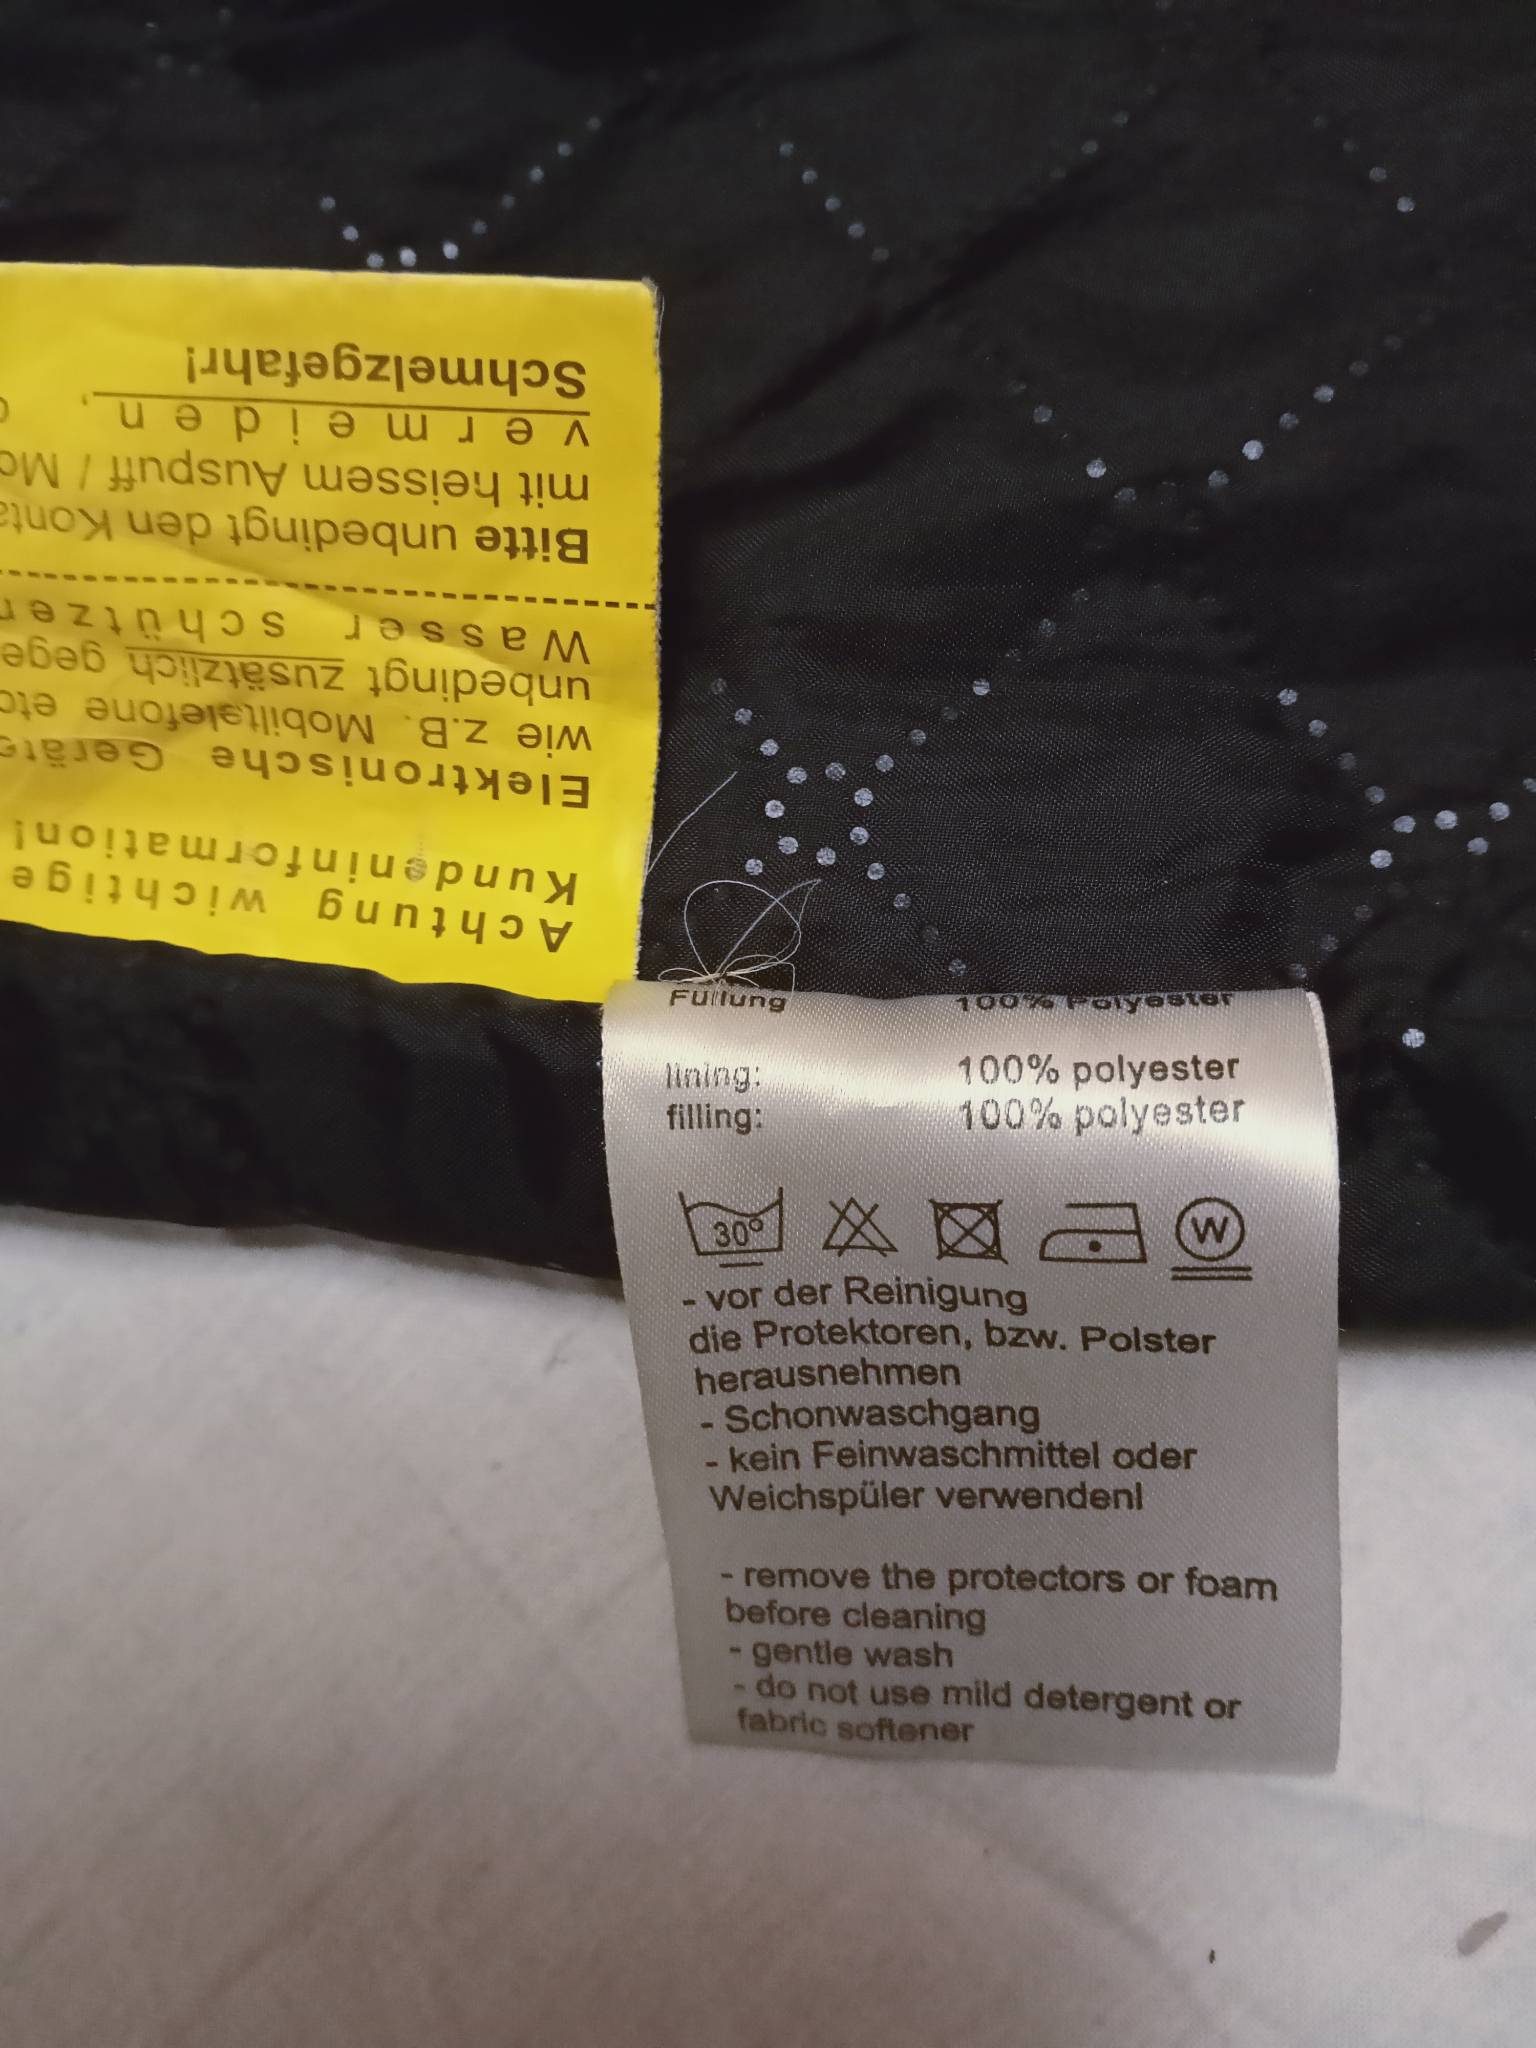 Achtung wichtige
Kundeninformation!
Elektronische Geräte
wie z.B. Mobiltelefone etc
unbedingt zusätzlich
Wasser schützen
Bitte unbedingt den
mit heissem Auspuff /
vermeiden,
Schmelzgefahr!
Füllung 100% Polyester
lining: 100% polyester
filling: 100% polyester
30°
W
- vor der Reinigung
die Protektoren, bzw. Polster
herausnehmen
- Schonwaschgang
- kein Feinwaschmittel oder
Weichspüler verwenden!
- remove the protectors or foam
before cleaning
- gentle wash
- do not use mild detergent or
fabric softener